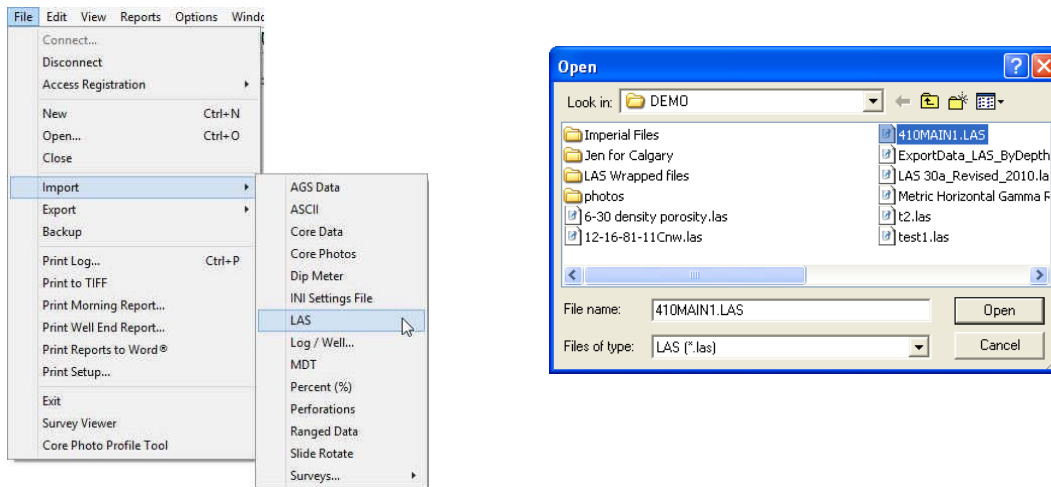 File Edit View Reports Options Windo
Connect...
Disconnect
Access Registration
New Ctrl+N
Open... Ctrl+O
Close
Import
Export
Backup
Print Log... Ctrl+P
Print to TIFF
Print Morning Report...
Print Well End Report...
Print Reports to Word®
Print Setup...
Exit
Survey Viewer
Core Photo Profile Tool
AGS Data
ASCII
Core Data
Core Photos
Dip Meter
INI Settings File
LAS
Log / Well...
MDT
Percent (%)
Perforations
Ranged Data
Slide Rotate
Surveys...
Open
Look in: DEMO
Imperial Files
Jen for Calgary
LAS Wrapped files
photos
6-30 density porosity.las
12-16-81-11Cnw.las
410MAIN1.LAS
ExportData_LAS_ByDepth
LAS 30a_Revised_2010.la
Metric Horizontal Gamma R
t2.las
test1.las
File name: 410MAIN1.LAS Open
Files of type: LAS (*.las) Cancel